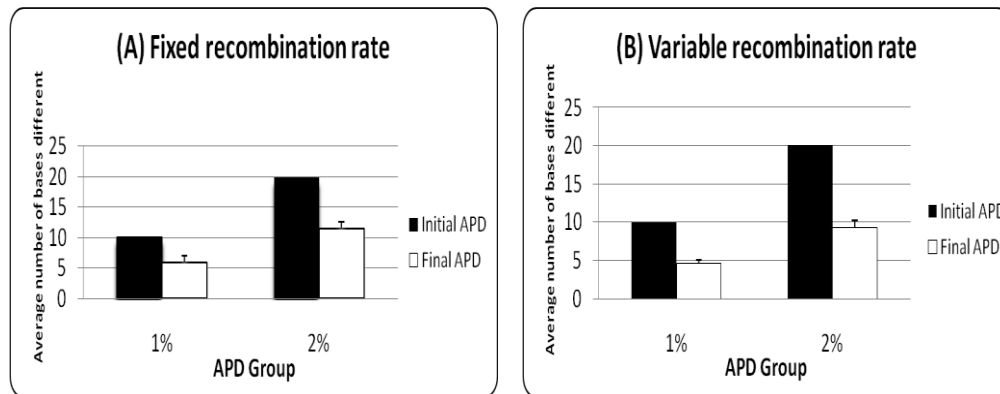 (A) Fixed recombination rate
Average number of bases different
25
20
15
10
5
0
1%
2%
APD Group
Initial APD
Final APD
(B) Variable recombination rate
Average number of bases different
25
20
15
10
5
0
1%
2%
APD Group
Initial APD
Final APD